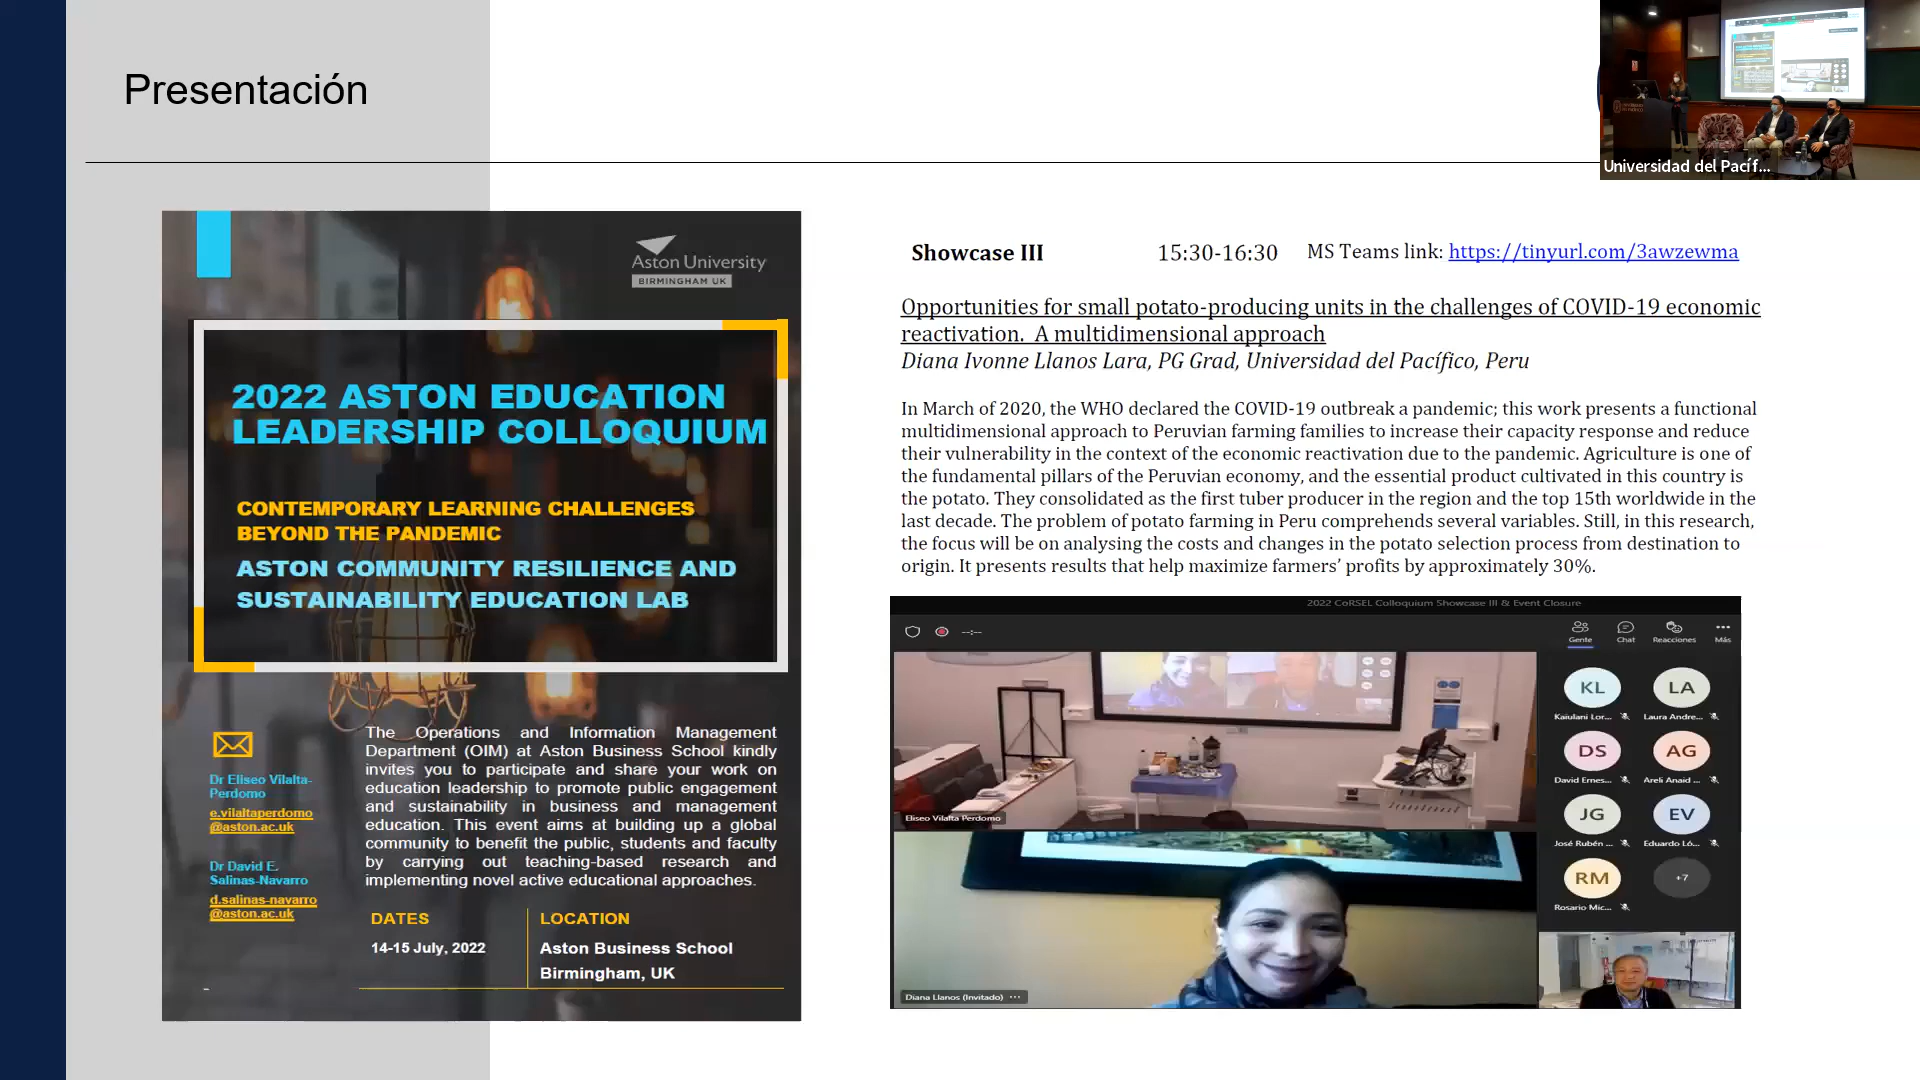 Presentación
Universidad del Pacíf...
Aston University
BIRMINGHAM UK
2022 ASTON EDUCATION
LEADERSHIP COLLOQUIUM
CONTEMPORARY LEARNING CHALLENGES
BEYOND THE PANDEMIC
ASTON COMMUNITY RESILIENCE AND
SUSTAINABILITY EDUCATION LAB
Dr Eliseo Vilalta-
Perdomo
e.vilaltaperdomo
@aston.ac.uk
Dr David E.
Salinas-Navarro
d.salinas-navarro
@aston.ac.uk
The Operations and Information Management
Department (OIM) at Aston Business School kindly
invites you to participate and share your work on
education leadership to promote public engagement
and sustainability in business and management
education. This event aims at building up a global
community to benefit the public, students and faculty
by carrying out teaching-based research and
implementing novel active educational approaches.
DATES
14-15 July, 2022
LOCATION
Aston Business School
Birmingham, UK
Showcase III 15:30-16:30 MS Teams link: https://tinyurl.com/3awzewma
Opportunities for small potato-producing units in the challenges of COVID-19 economic
reactivation. A multidimensional approach
Diana Ivonne Llanos Lara, PG Grad, Universidad del Pacífico, Peru
In March of 2020, the WHO declared the COVID-19 outbreak a pandemic; this work presents a functional
multidimensional approach to Peruvian farming families to increase their capacity response and reduce
their vulnerability in the context of the economic reactivation due to the pandemic. Agriculture is one of
the fundamental pillars of the Peruvian economy, and the essential product cultivated in this country is
the potato. They consolidated as the first tuber producer in the region and the top 15th worldwide in the
last decade. The problem of potato farming in Peru comprehends several variables. Still, in this research,
the focus will be on analysing the costs and changes in the potato selection process from destination to
origin. It presents results that help maximize farmers' profits by approximately 30%.
2022 CoRSEL Colloquium Showcase III & Event Closure
--:--
Gente Chat Reacciones Más
KL LA
Kaiulani Lor... Laura Andre...
DS AG
David Ernes... Areli Anaid ...
JG EV
José Rubén ... Eduardo Ló...
RM +7
Rosario Mic...
Eliseo Vilalta Perdomo
Diana Llanos (Invitado) ...